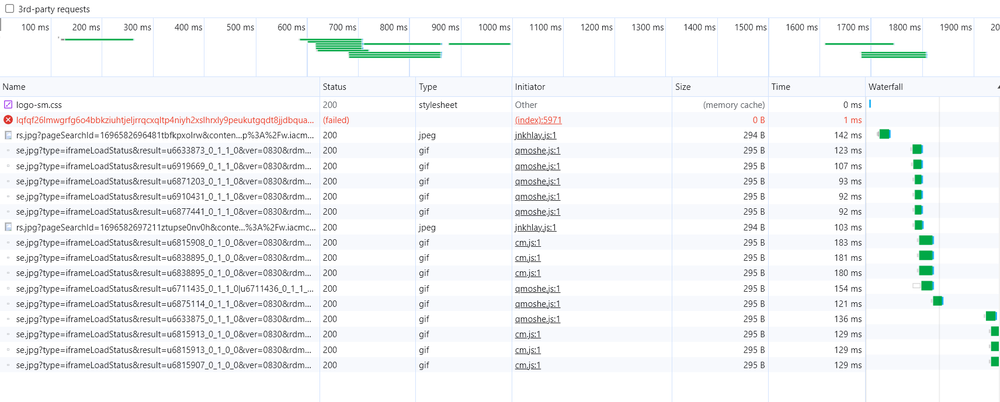 3rd-party requests
100 ms 200 ms 300 ms 400 ms 500 ms 600 ms 700 ms 800 ms 900 ms 1000 ms 1100 ms 1200 ms 1300 ms 1400 ms 1500 ms 1600 ms 1700 ms 1800 ms 1900 ms 20
Name Status Type Initiator Size Time Waterfall
logo-sm.css 200 stylesheet Other (memory cache) 0 ms
(failed) (index):5971 0 B 1 ms
rs.jpg?pageSearchId=1696582696481tbfkpxolrw&conten...p%3A%2Fw.iacm... 200 jpeg jnkhlay.js:1 294 B 142 ms
se.jpg?type=iframeLoadStatus&result=u6633873_0_1_1_0&ver=0830&rdm... 200 gif qmoshe.js:1 295 B 123 ms
se.jpg?type=iframeLoadStatus&result=u6919669_0_1_1_0&ver=0830&rdm... 200 gif qmoshe.js:1 295 B 107 ms
se.jpg?type=iframeLoadStatus&result=u6871203_0_1_1_0&ver=0830&rdm... 200 gif qmoshe.js:1 295 B 93 ms
se.jpg?type=iframeLoadStatus&result=u6910431_0_1_1_0&ver=0830&rdm... 200 gif qmoshe.js:1 295 B 92 ms
se.jpg?type=iframeLoadStatus&result=u6877441_0_1_1_0&ver=0830&rdm... 200 gif qmoshe.js:1 295 B 92 ms
rs.jpg?pageSearchId=1696582697211ztupse0nv0h&conte...%3A%2Fw.iacmc... 200 jpeg jnkhlay.js:1 294 B 103 ms
se.jpg?type=iframeLoadStatus&result=u6815908_0_1_0_0&ver=0830&rdm... 200 gif cm.js:1 295 B 183 ms
se.jpg?type=iframeLoadStatus&result=u6838895_0_1_0_0&ver=0830&rdm... 200 gif cm.js:1 295 B 181 ms
se.jpg?type=iframeLoadStatus&result=u6838895_0_1_0_0&ver=0830&rdm... 200 gif cm.js:1 295 B 180 ms
se.jpg?type=iframeLoadStatus&result=u6711435_0_1_1_0|u6711436_0_1_1_... 200 gif qmoshe.js:1 295 B 154 ms
se.jpg?type=iframeLoadStatus&result=u6875114_0_1_1_0&ver=0830&rdm... 200 gif qmoshe.js:1 295 B 121 ms
se.jpg?type=iframeLoadStatus&result=u6633875_0_1_1_0&ver=0830&rdm... 200 gif qmoshe.js:1 295 B 136 ms
se.jpg?type=iframeLoadStatus&result=u6815913_0_1_0_0&ver=0830&rdm... 200 gif cm.js:1 295 B 129 ms
se.jpg?type=iframeLoadStatus&result=u6815913_0_1_0_0&ver=0830&rdm... 200 gif cm.js:1 295 B 129 ms
se.jpg?type=iframeLoadStatus&result=u6815907_0_1_0_0&ver=0830&rdm... 200 gif cm.js:1 295 B 129 ms